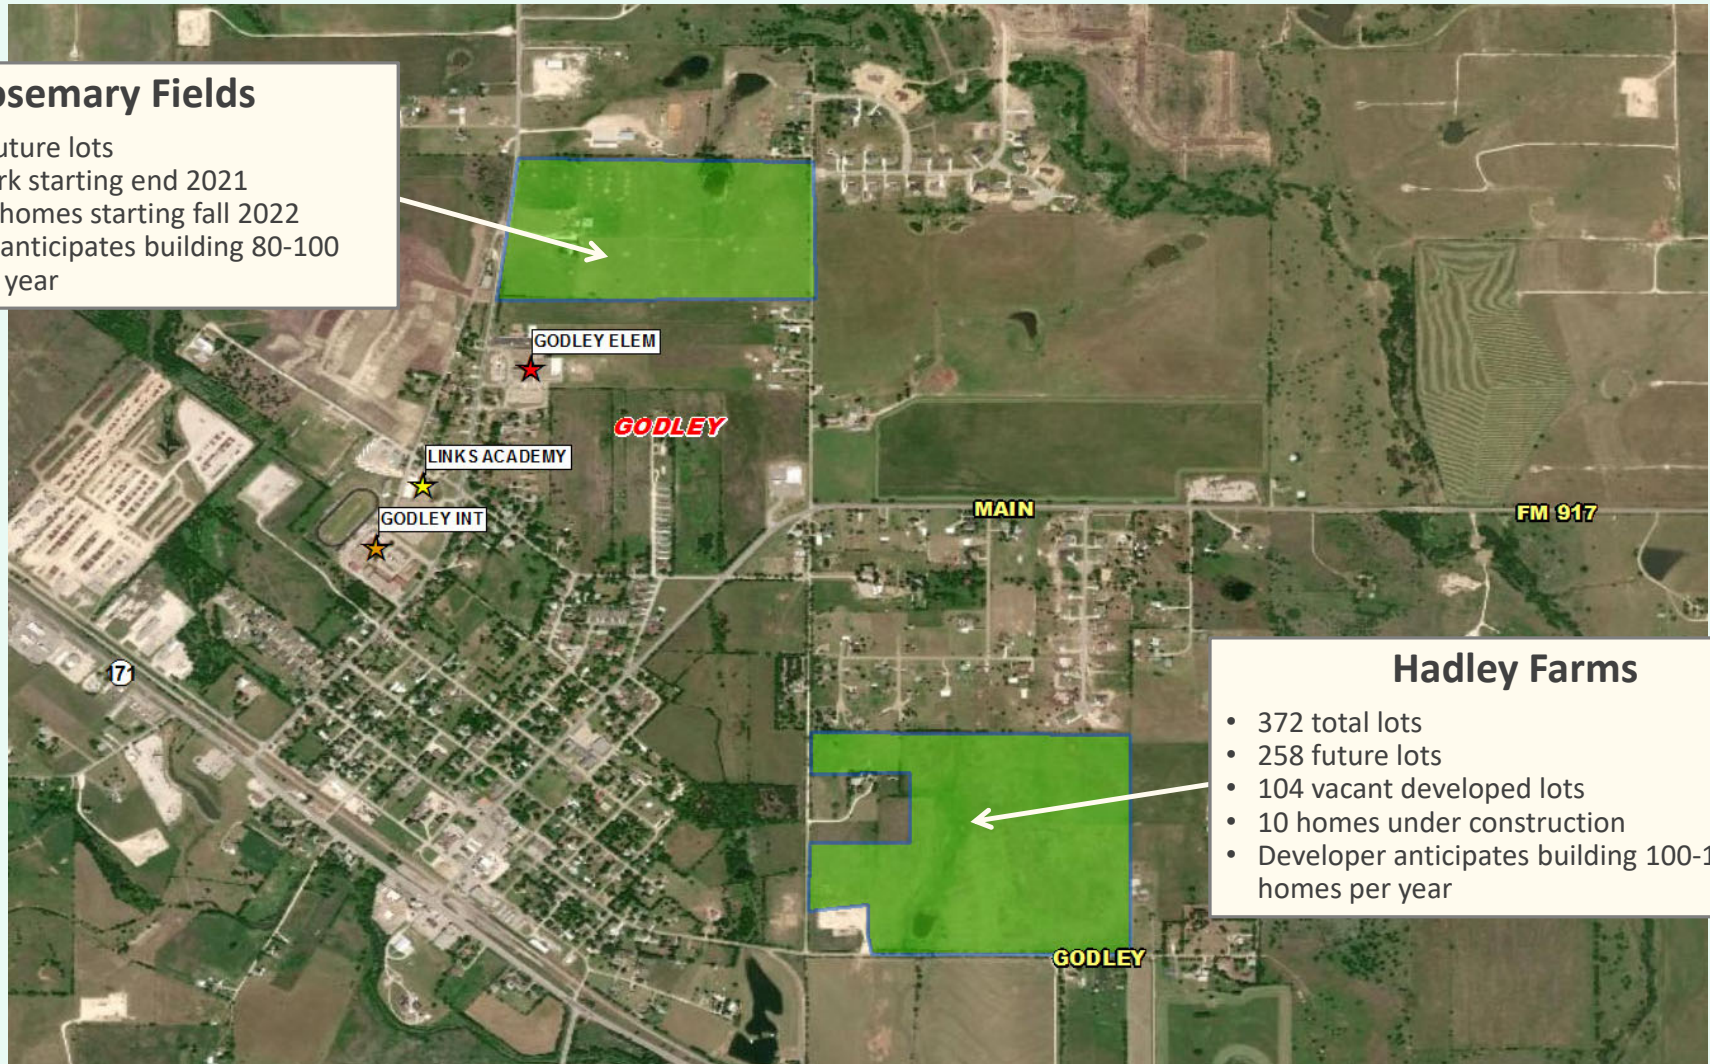 osemary Fields
uture lots
rk starting end 2021
homes starting fall 2022
anticipates building 80-100
year
GODLEY ELEM
GODLEY
LINKS ACADEMY
GODLEY INT
MAIN
FM 917
171
Hadley Farms
• 372 total lots
• 258 future lots
• 104 vacant developed lots
• 10 homes under construction
• Developer anticipates building 100-1
homes per year
GODLEY